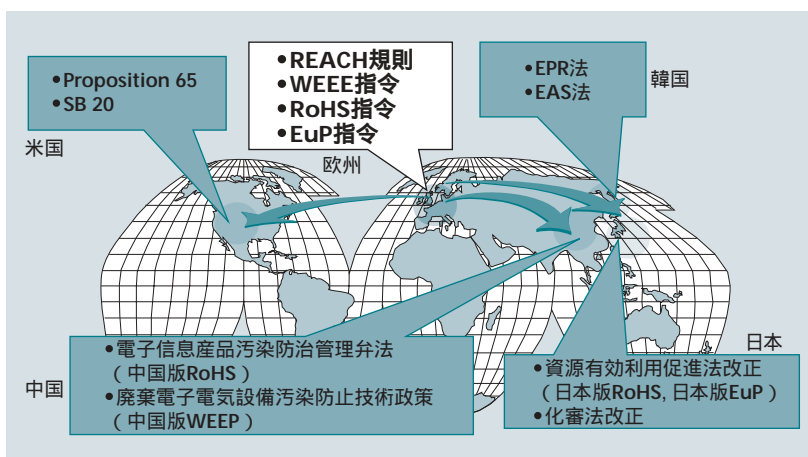 •Proposition 65
•SB 20
米国
•REACH規則
•WEEE指令
•RoHS指令
•EuP指令
欧州
•EPR法
•EAS法
韓国
•電子信息産品汚染防治管理弁法
（中国版RoHS）
•廃棄電子電気設備汚染防止技術政策
（中国版WEEP）
中国
日本
•資源有効利用促進法改正
（日本版RoHS, 日本版EuP）
•化審法改正